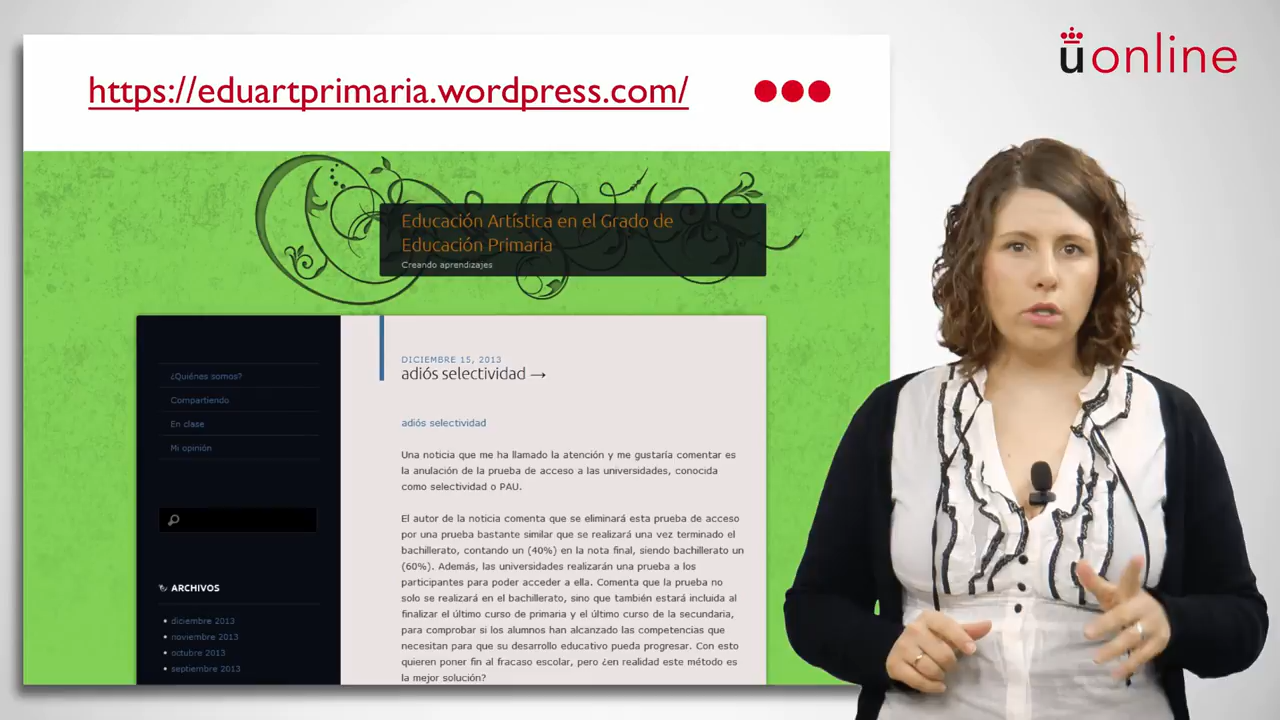 https://eduartprimaria.wordpress.com/
uonline
Educación Artística en el Grado de
Educación Primaria
Creando aprendizajes
¿Quiénes somos?
Compartiendo
En clase
Mi opinión
ARCHIVOS
diciembre 2013
noviembre 2013
octubre 2013
septiembre 2013
DICIEMBRE 15, 2013
adiós selectividad →
adiós selectividad
Una noticia que me ha llamado la atención y me gustaría comentar es
la anulación de la prueba de acceso a las universidades, conocida
como selectividad o PAU.
El autor de la noticia comenta que se eliminará esta prueba de acceso
por una prueba bastante similar que se realizará una vez terminado el
bachillerato, contando un (40%) en la nota final, siendo bachillerato un
(60%). Además, las universidades realizarán una prueba a los
participantes para poder acceder a ella. Comenta que la prueba no
solo se realizará en el bachillerato, sino que también estará incluida al
finalizar el último curso de primaria y el último curso de la secundaria,
para comprobar si los alumnos han alcanzado las competencias que
necesitan para que su desarrollo educativo pueda progresar. Con esto
quieren poner fin al fracaso escolar, pero ¿en realidad este método es
la mejor solución?